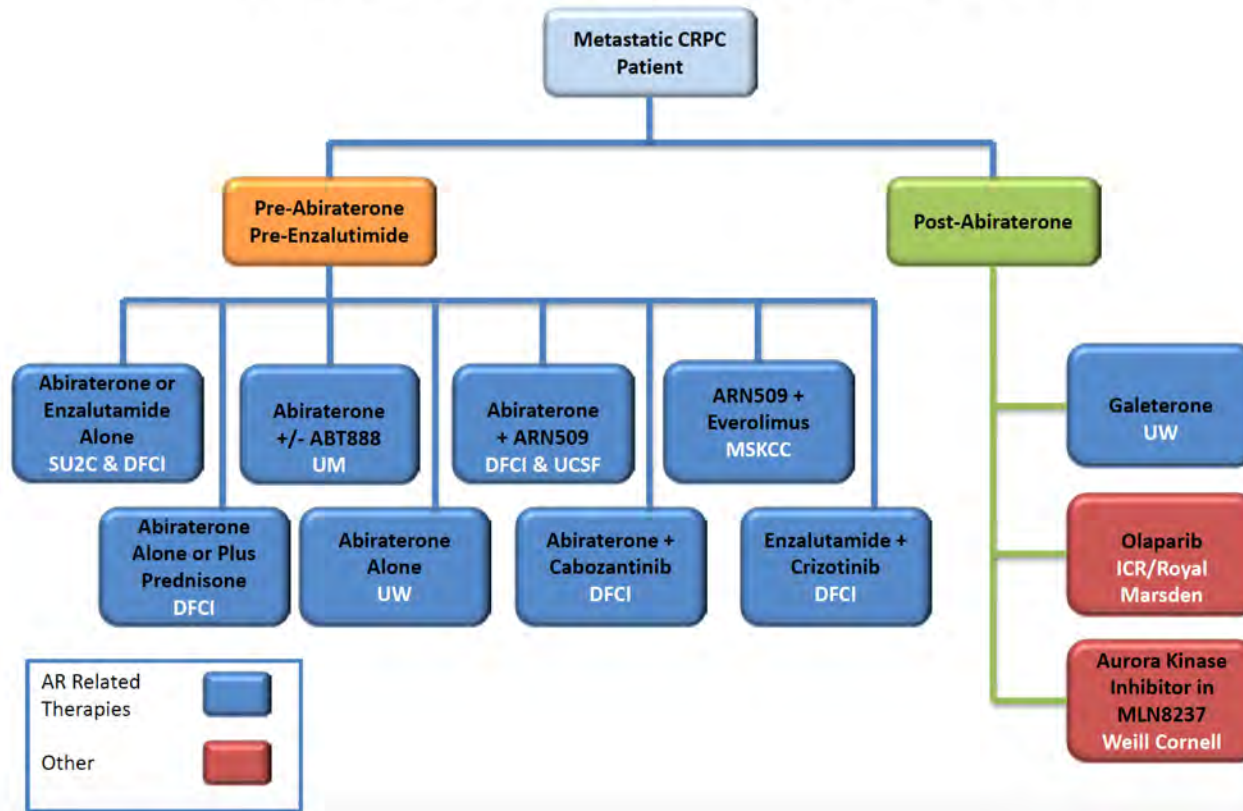 Metastatic CRPC
Patient
Pre-Abiraterone
Pre-Enzalutimide
Post-Abiraterone
Abiraterone or
Enzalutamide
Alone
SU2C & DFCI
Abiraterone
+/- ABT888
UM
Abiraterone
+ ARN509
DFCI & UCSF
ARN509 +
Everolimus
MSKCC
Abiraterone
Alone or Plus
Prednisone
DFCI
Abiraterone
Alone
UW
Abiraterone +
Cabozantinib
DFCI
Enzalutamide +
Crizotinib
DFCI
Galeterone
UW
Olaparib
ICR/Royal
Marsden
Aurora Kinase
Inhibitor in
MLN8237
Weill Cornell
AR Related
Therapies
Other